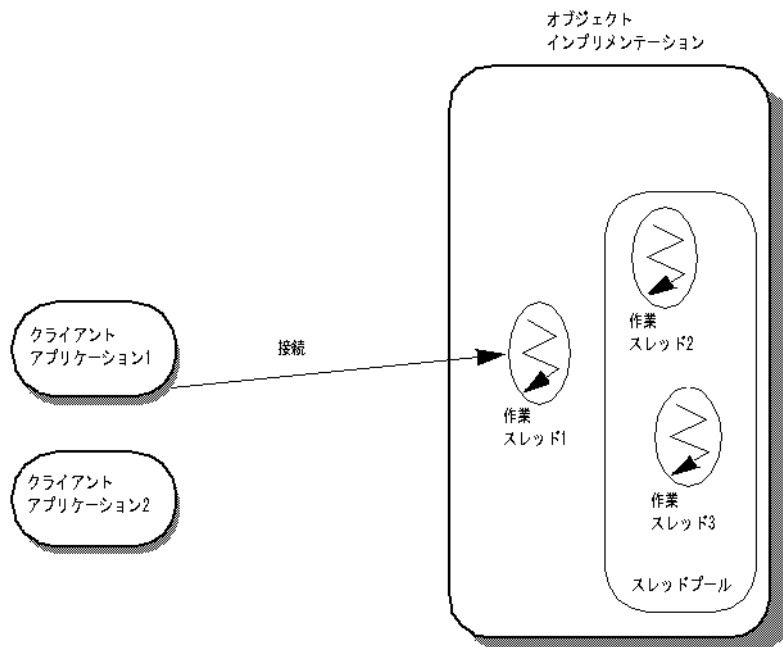 オブジェクト
インプリメンテーション
作業
スレッド2
クライアント
アプリケーション1
接続
作業
スレッド1
クライアント
アプリケーション2
作業
スレッド3
スレッドプール